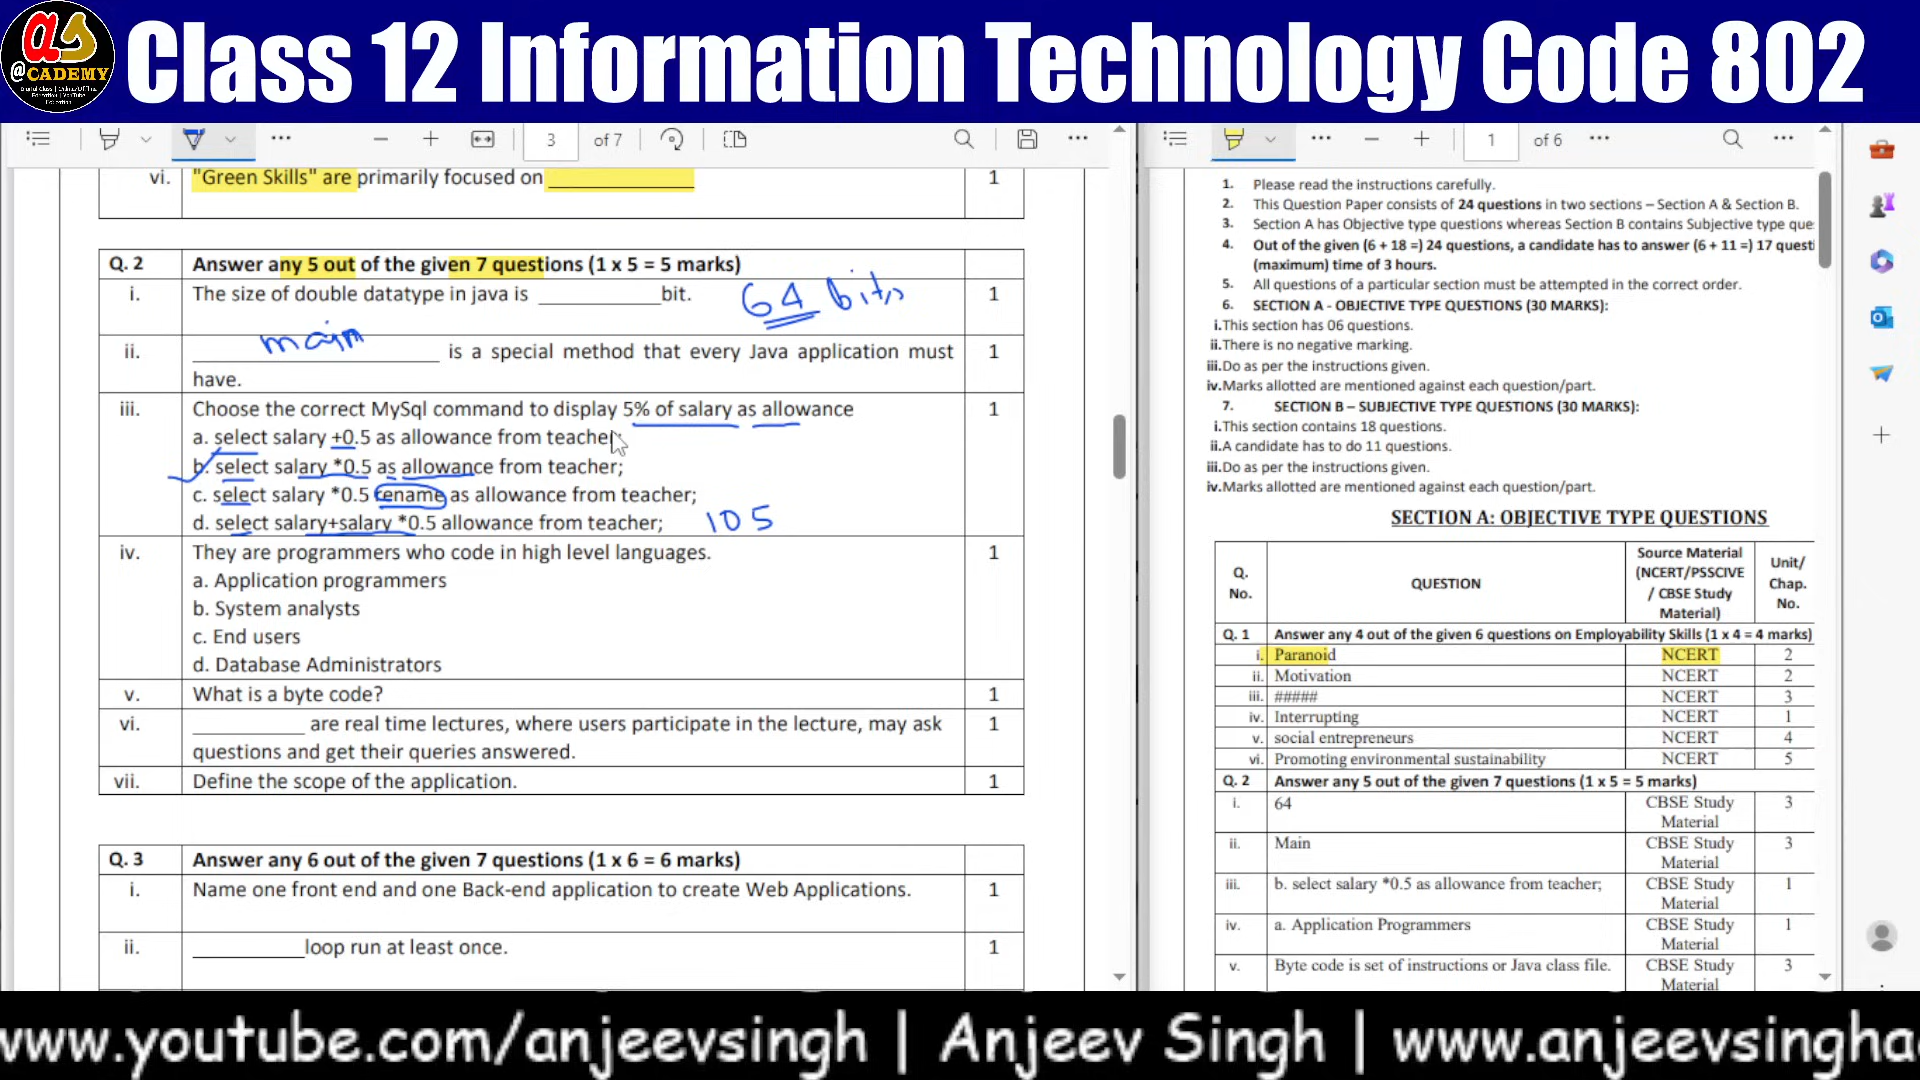 as
@CADEMY
Class 12 Information Technology Code 802
3 of 7
1 of 6
vi. "Green Skills" are primarily focused on ______________ 1
Q. 2 Answer any 5 out of the given 7 questions (1 x 5 = 5 marks)
i. The size of double datatype in java is ___________bit. 1
64 bit
main
ii. ______________________ is a special method that every Java application must 1
have.
iii. Choose the correct MySql command to display 5% of salary as allowance 1
a. select salary +0.5 as allowance from teacher
b. select salary *0.5 as allowance from teacher;
c. select salary *0.5 rename as allowance from teacher;
d. select salary+salary *0.5 allowance from teacher; 105
iv. They are programmers who code in high level languages. 1
a. Application programmers
b. System analysts
c. End users
d. Database Administrators
v. What is a byte code? 1
vi. __________ are real time lectures, where users participate in the lecture, may ask 1
questions and get their queries answered.
vii. Define the scope of the application. 1
Q. 3 Answer any 6 out of the given 7 questions (1 x 6 = 6 marks)
i. Name one front end and one Back-end application to create Web Applications. 1
ii. __________loop run at least once. 1
1. Please read the instructions carefully.
2. This Question Paper consists of 24 questions in two sections – Section A & Section B.
3. Section A has Objective type questions whereas Section B contains Subjective type que
4. Out of the given (6 + 18 =) 24 questions, a candidate has to answer (6 + 11 =) 17 questi
(maximum) time of 3 hours.
5. All questions of a particular section must be attempted in the correct order.
6. SECTION A - OBJECTIVE TYPE QUESTIONS (30 MARKS):
i.This section has 06 questions.
ii.There is no negative marking.
iii.Do as per the instructions given.
iv.Marks allotted are mentioned against each question/part.
7. SECTION B – SUBJECTIVE TYPE QUESTIONS (30 MARKS):
i.This section contains 18 questions.
ii.A candidate has to do 11 questions.
iii.Do as per the instructions given.
iv.Marks allotted are mentioned against each question/part.
SECTION A: OBJECTIVE TYPE QUESTIONS
Q. No. QUESTION Source Material (NCERT/PSSCIVE / CBSE Study Material) Unit/ Chap. No.
Q. 1 Answer any 4 out of the given 6 questions on Employability Skills (1 x 4 = 4 marks)
i. Paranoid NCERT 2
ii. Motivation NCERT 2
iii. ##### NCERT 3
iv. Interrupting NCERT 1
v. social entrepreneurs NCERT 4
vi. Promoting environmental sustainability NCERT 5
Q. 2 Answer any 5 out of the given 7 questions (1 x 5 = 5 marks)
i. 64 CBSE Study Material 3
ii. Main CBSE Study Material 3
iii. b. select salary *0.5 as allowance from teacher; CBSE Study Material 1
iv. a. Application Programmers CBSE Study Material 1
v. Byte code is set of instructions or Java class file. CBSE Study Material 3
www.youtube.com/anjeevsingh | Anjeev Singh | www.anjeevsingha